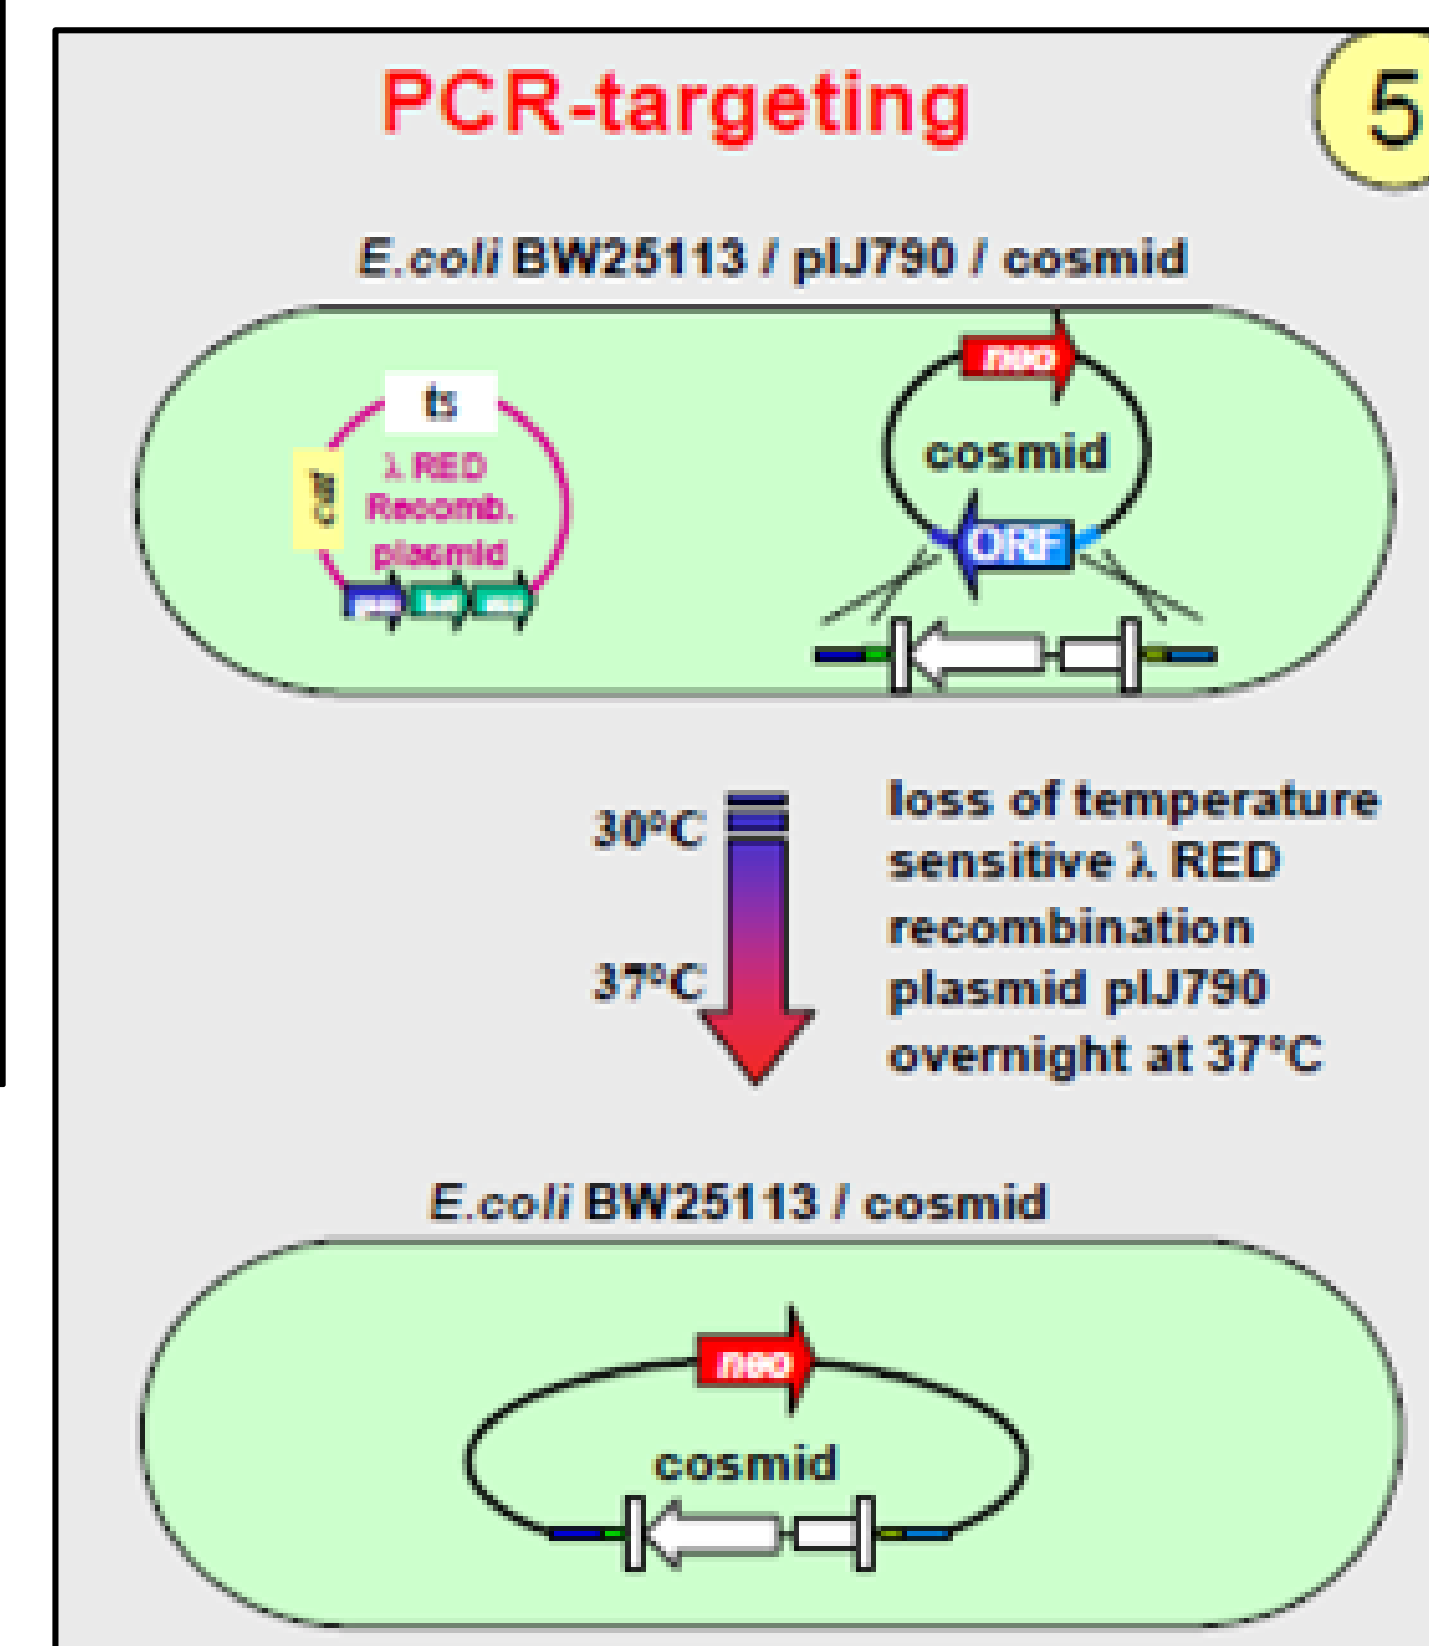 PCR-targeting
5
E.coli BW25113 / pIJ790 / cosmid
ts
neo
cat
λ RED
Recomb.
plasmid
cosmid
ORF
30°C
37°C
loss of temperature
sensitive λ RED
recombination
plasmid pIJ790
overnight at 37°C
E.coli BW25113 / cosmid
neo
cosmid